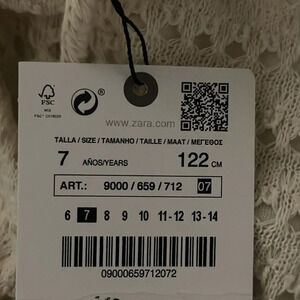 FSC
www.zara.com
TALLA / SIZE / TAMANHO / TAILLE / MAAT / ΜΕΓΕΘΟΣ
7 AÑOS/YEARS 122 CM
ART.: 9000 / 659 / 712 07
6 7 8 9 10 11-12 13-14
09000659712072